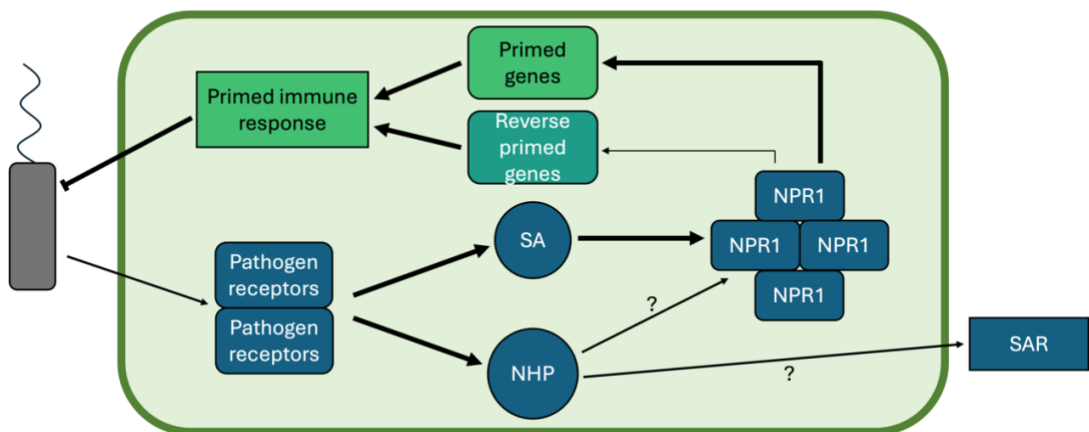 Primed
genes
Primed immune
response
Reverse
primed
genes
NPR1
NPR1
NPR1
NPR1
SA
Pathogen
receptors
Pathogen
receptors
?
NHP
?
SAR